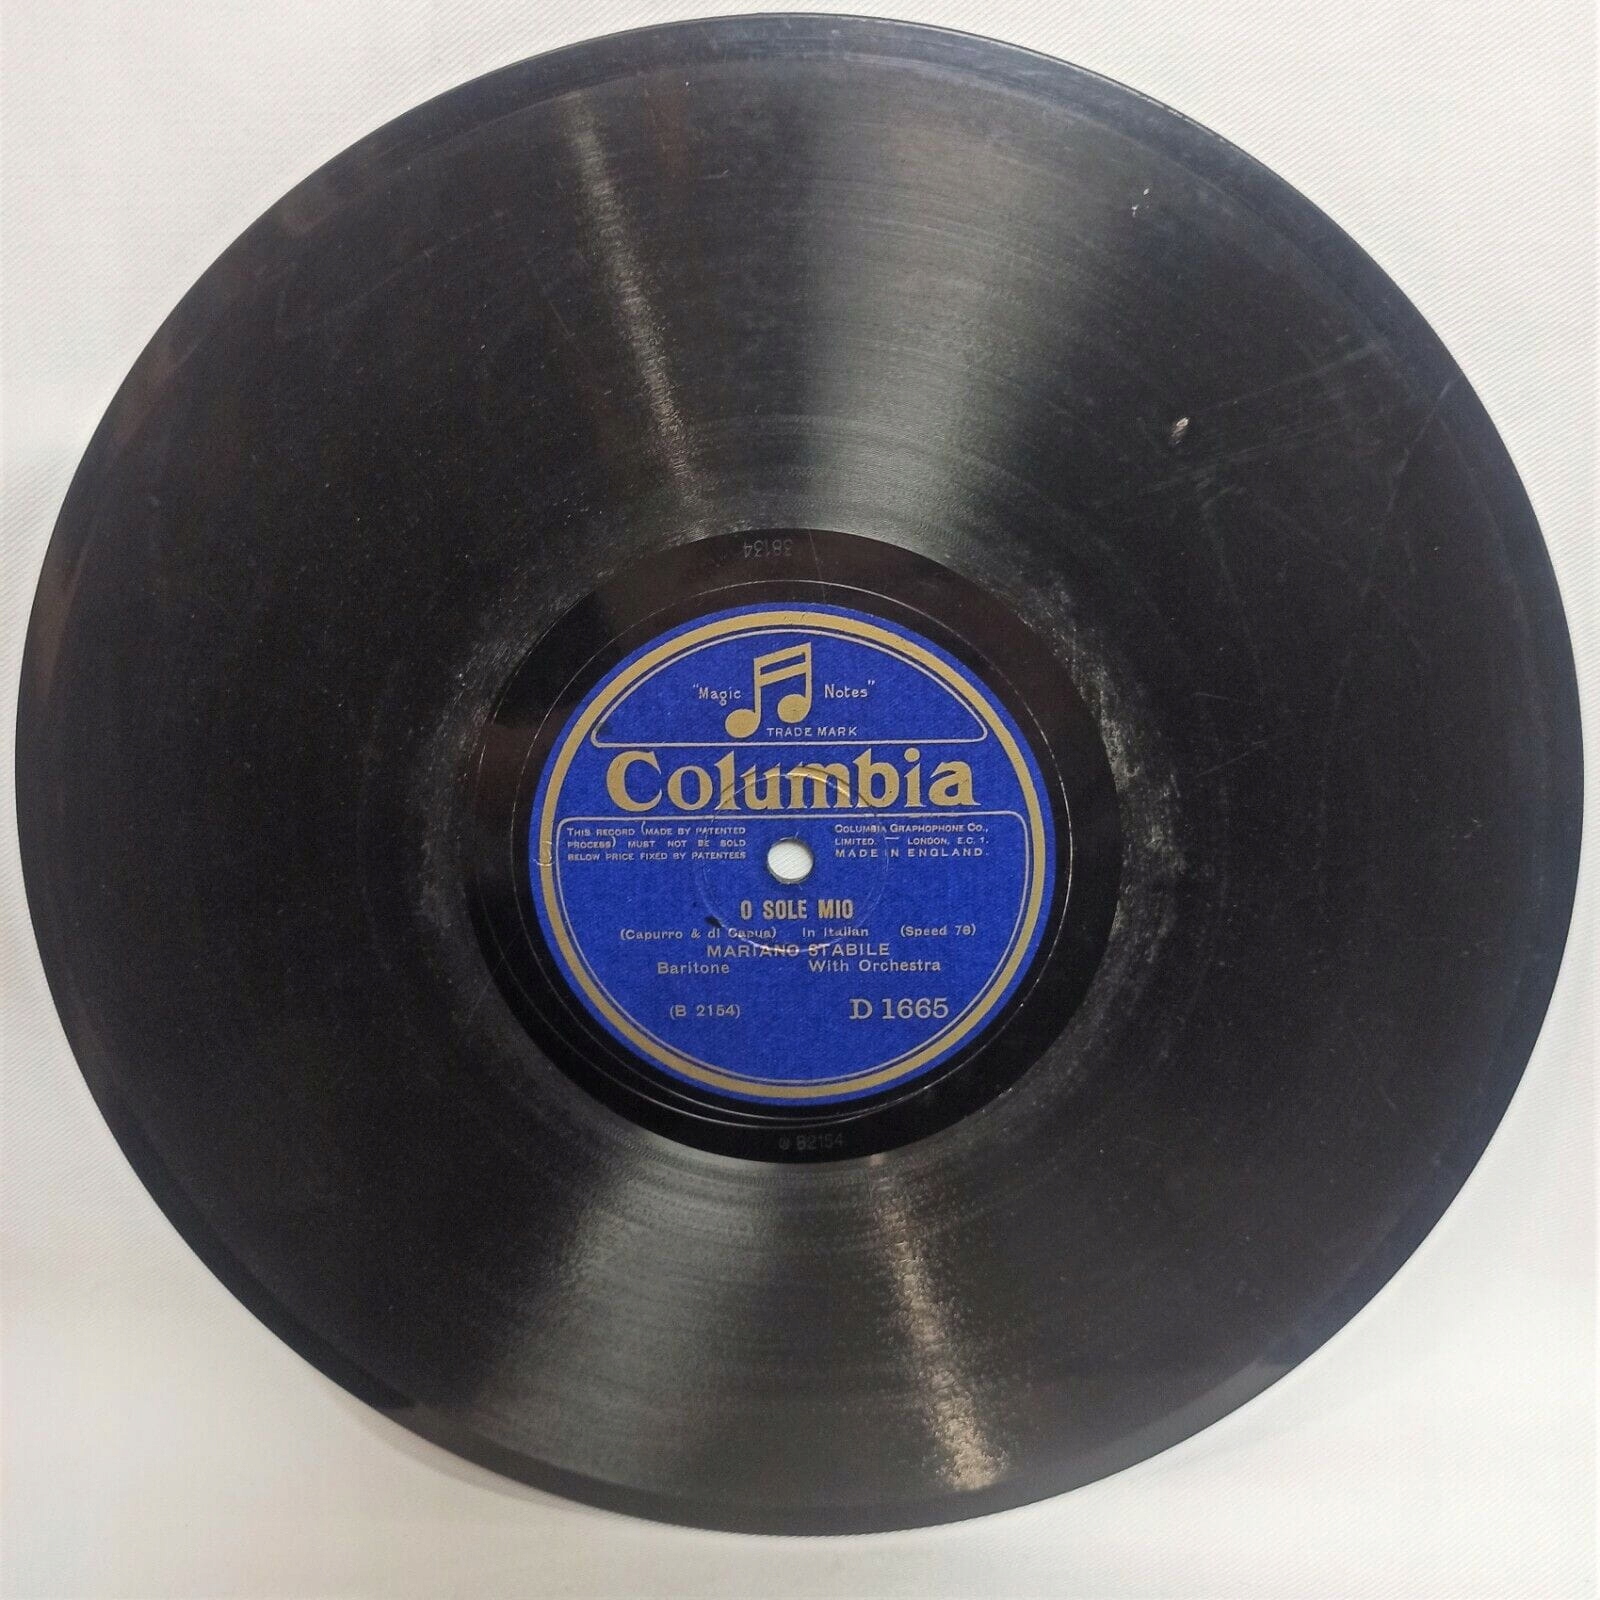 38134
"Magic Notes"
TRADE MARK
Columbia
THIS RECORD (MADE BY PATENTED
PROCESS) MUST NOT BE SOLD
BELOW PRICE FIXED BY PATENTEES
COLUMBIA GRAPHOPHONE CO.,
LIMITED. — LONDON, E.C.1.
MADE IN ENGLAND.
O SOLE MIO
(Capurro & di Capua) In Italian (Speed 78)
MARIANO STABILE
Baritone With Orchestra
(B 2154) D 1665
B2154